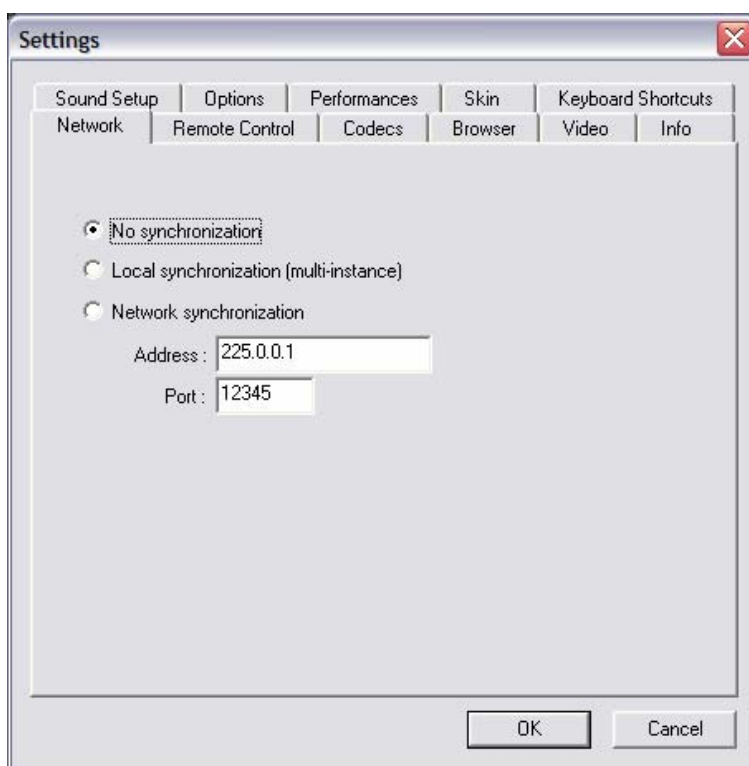 Settings
Sound Setup Options Performances Skin Keyboard Shortcuts
Network Remote Control Codecs Browser Video Info
No synchronization
Local synchronization (multi-instance)
Network synchronization
Address : 225.0.0.1
Port : 12345
OK Cancel